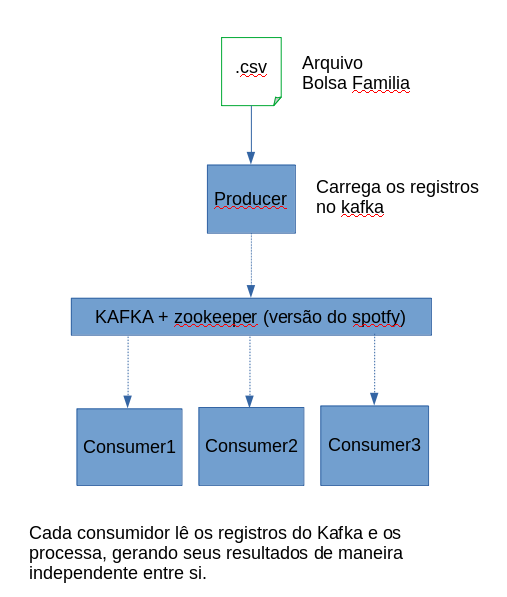 .csv
Arquivo
Bolsa Familia
Producer
Carrega os registros
no kafka
KAFKA + zookeeper (versão do spotfy)
Consumer1
Consumer2
Consumer3
Cada consumidor lê os registros do Kafka e os
processa, gerando seus resultados de maneira
independente entre si.